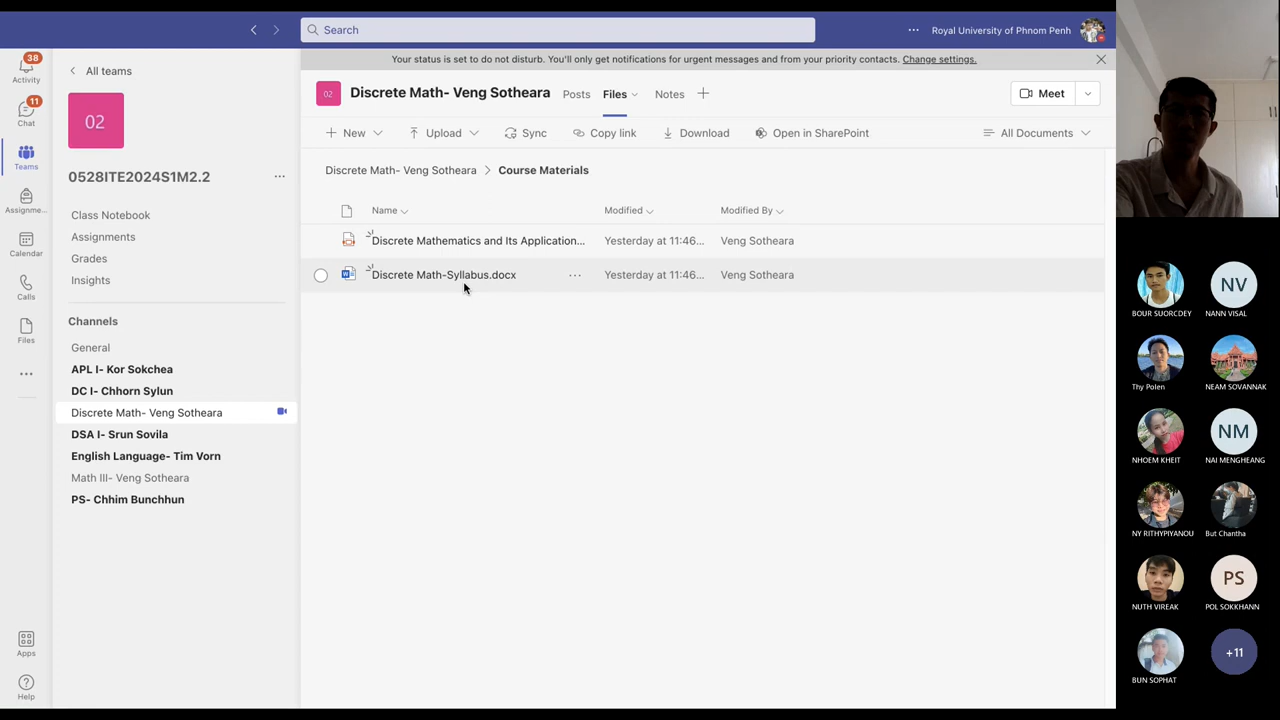 Search
Royal University of Phnom Penh
Your status is set to do not disturb. You'll only get notifications for urgent messages and from your priority contacts. Change settings.
38
Activity
11
Chat
Teams
Assignme...
Calendar
Calls
Files
Apps
Help
All teams
02
0528ITE2024S1M2.2
Class Notebook
Assignments
Grades
Insights
Channels
General
APL I- Kor Sokchea
DC I- Chhorn Sylun
Discrete Math- Veng Sotheara
DSA I- Srun Sovila
English Language- Tim Vorn
Math III- Veng Sotheara
PS- Chhim Bunchhun
02 Discrete Math- Veng Sotheara Posts Files Notes Meet
New Upload Sync Copy link Download Open in SharePoint All Documents
Discrete Math- Veng Sotheara > Course Materials
Name Modified Modified By
Discrete Mathematics and Its Application... Yesterday at 11:46... Veng Sotheara
Discrete Math-Syllabus.docx Yesterday at 11:46... Veng Sotheara
NV
BOUR SUORCDEY NANN VISAL
Thy Polen NEAM SOVANNAK
NM
NHOEM KHEIT NAI MENGHEANG
NY RITHYPIYANOU But Chantha
PS
NUTH VIREAK POL SOKKHANN
+11
BUN SOPHAT